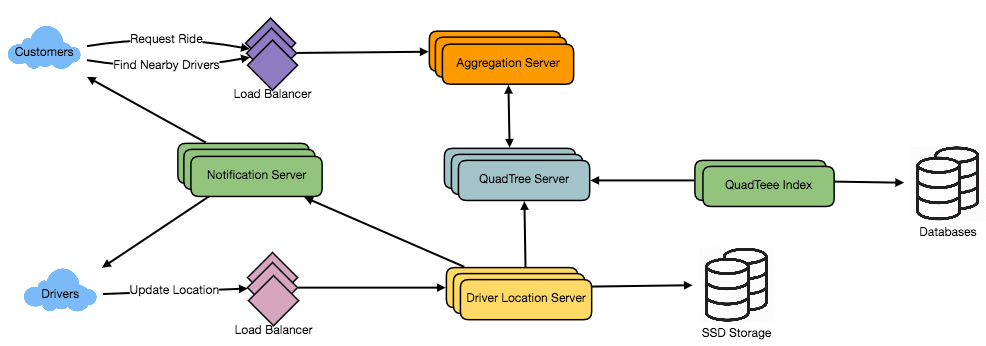 Customers
Request Ride
Find Nearby Drivers
Load Balancer
Aggregation Server
Notification Server
QuadTree Server
QuadTeee Index
Databases
Drivers
Update Location
Load Balancer
Driver Location Server
SSD Storage